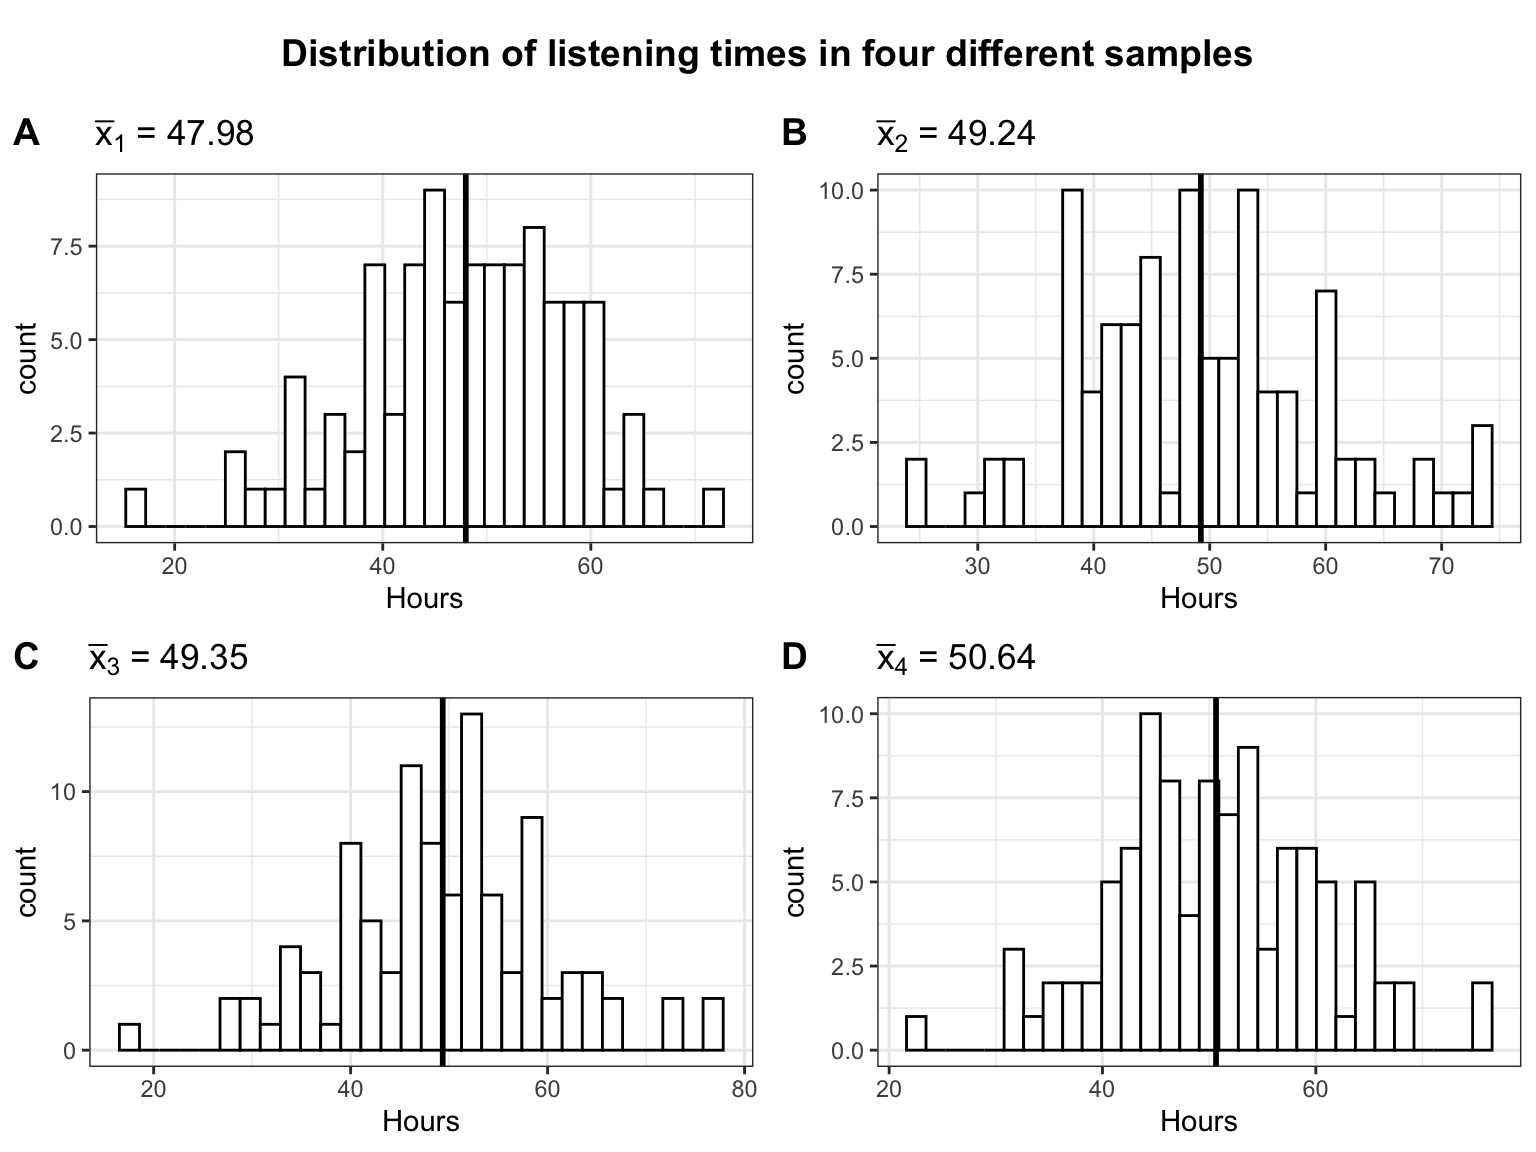 Distribution of listening times in four different samples
A x̅₁ = 47.98
7.5
5.0
2.5
0.0
count
20 40 60
Hours
B x̅₂ = 49.24
10.0
7.5
5.0
2.5
0.0
count
30 40 50 60 70
Hours
C x̅₃ = 49.35
10
5
0
count
20 40 60 80
Hours
D x̅₄ = 50.64
10.0
7.5
5.0
2.5
0.0
count
20 40 60
Hours